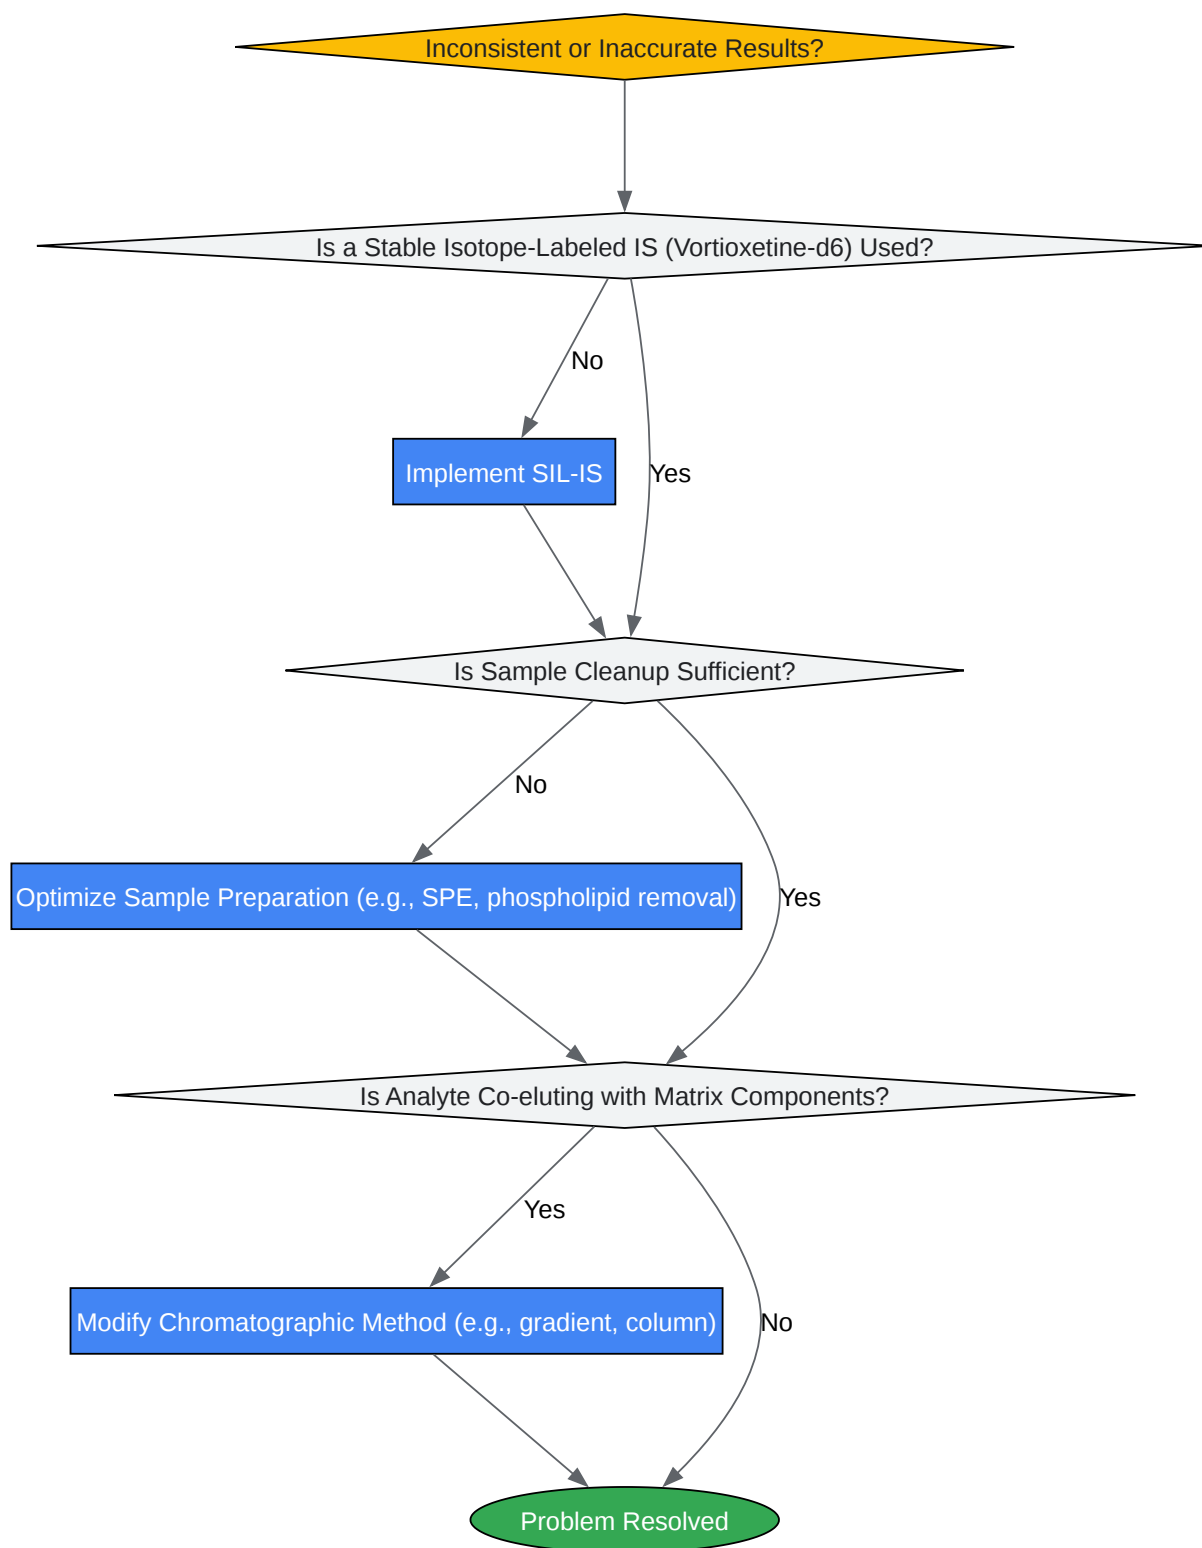 Inconsistent or Inaccurate Results?
Is a Stable Isotope-Labeled IS (Vortioxetine-d6) Used?
No
Implement SIL-IS
Yes
Is Sample Cleanup Sufficient?
No
Optimize Sample Preparation (e.g., SPE, phospholipid removal)
Yes
Is Analyte Co-eluting with Matrix Components?
Yes
Modify Chromatographic Method (e.g., gradient, column)
No
Problem Resolved